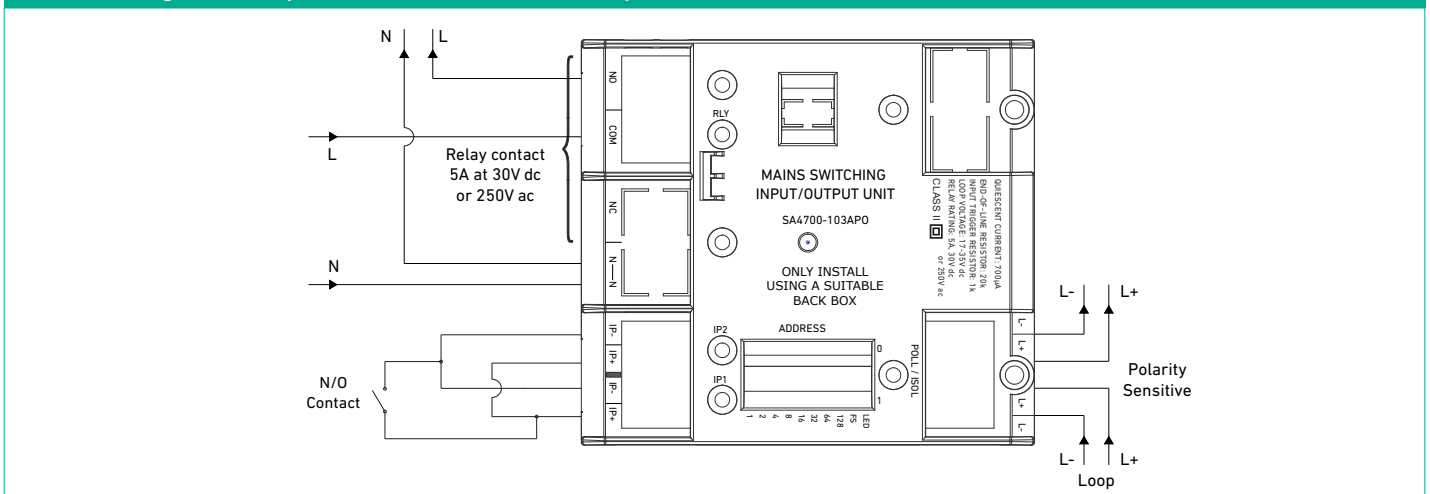 N
L
L
Relay contact
5A at 30V dc
or 250V ac
N
N/O
Contact
NO
COM
NC
N
N
IP-
IP+
IP-
IP+
RLY
MAINS SWITCHING
INPUT/OUTPUT UNIT
SA4700-103APO
ONLY INSTALL
USING A SUITABLE
BACK BOX
IP2
IP1
ADDRESS
0
1
1
2
4
8
16
32
64
128
FS
LED
POLL / ISOL
QUIESCENT CURRENT: 700µA
END-OF-LINE RESISTOR: 20k
INPUT TRIGGER RESISTOR: 1k
LOOP VOLTAGE: 17-35V dc
RELAY RATING: 5A, 30V dc
or 250V ac
CLASS II
L-
L+
L+
L-
L-
L+
Polarity
Sensitive
L-
L+
Loop